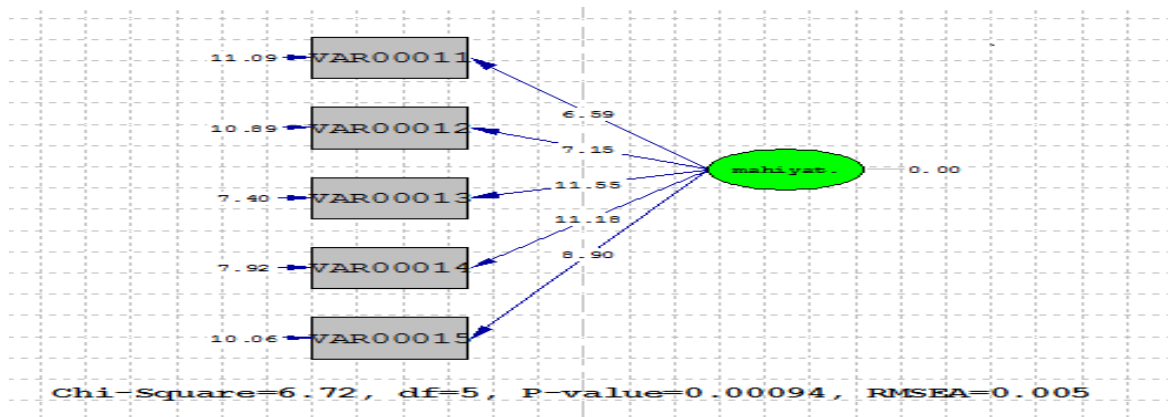 11.09 VAR00011
6.59
10.89 VAR00012
7.15
mahiyat. 0.00
11.55
7.40 VAR00013
11.18
8.90
7.92 VAR00014
10.06 VAR00015
Chi-Square=6.72, df=5, P-value=0.00094, RMSEA=0.005